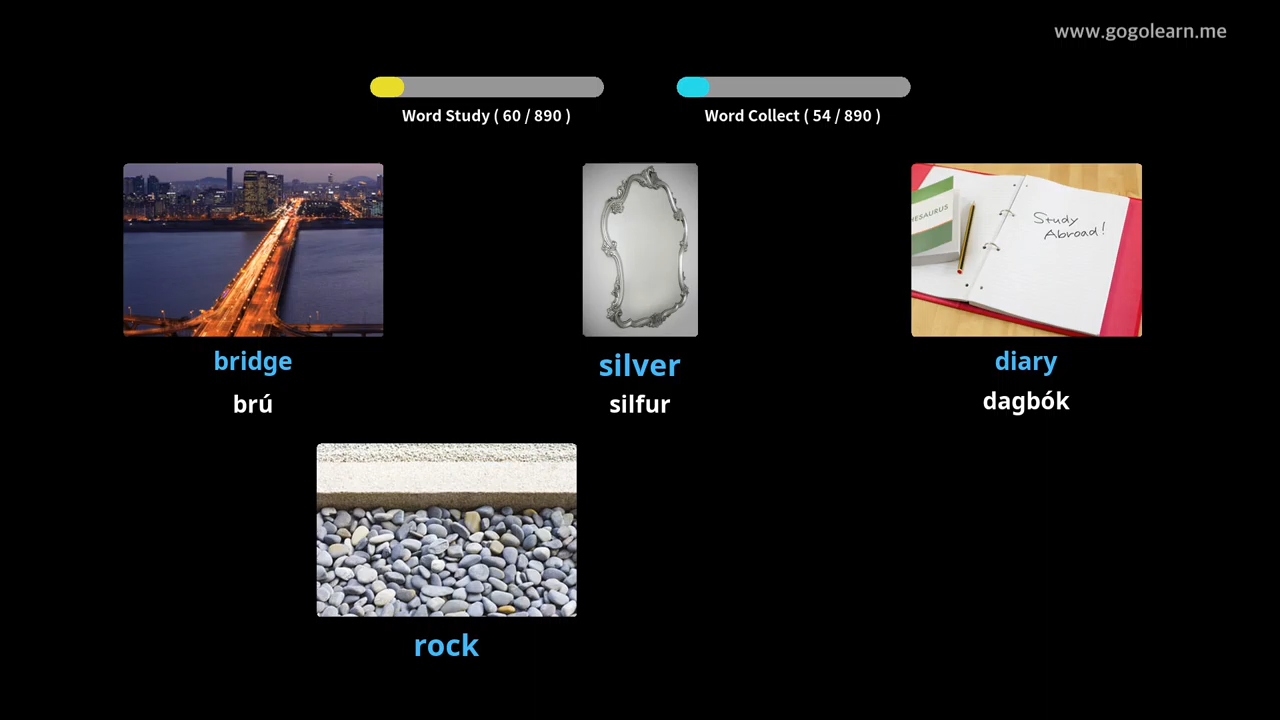 www.gogolearn.me
Word Study ( 60 / 890 )
Word Collect ( 54 / 890 )
ESAURUS
Study
Abroad!
bridge
silver
diary
brú
silfur
dagbók
rock